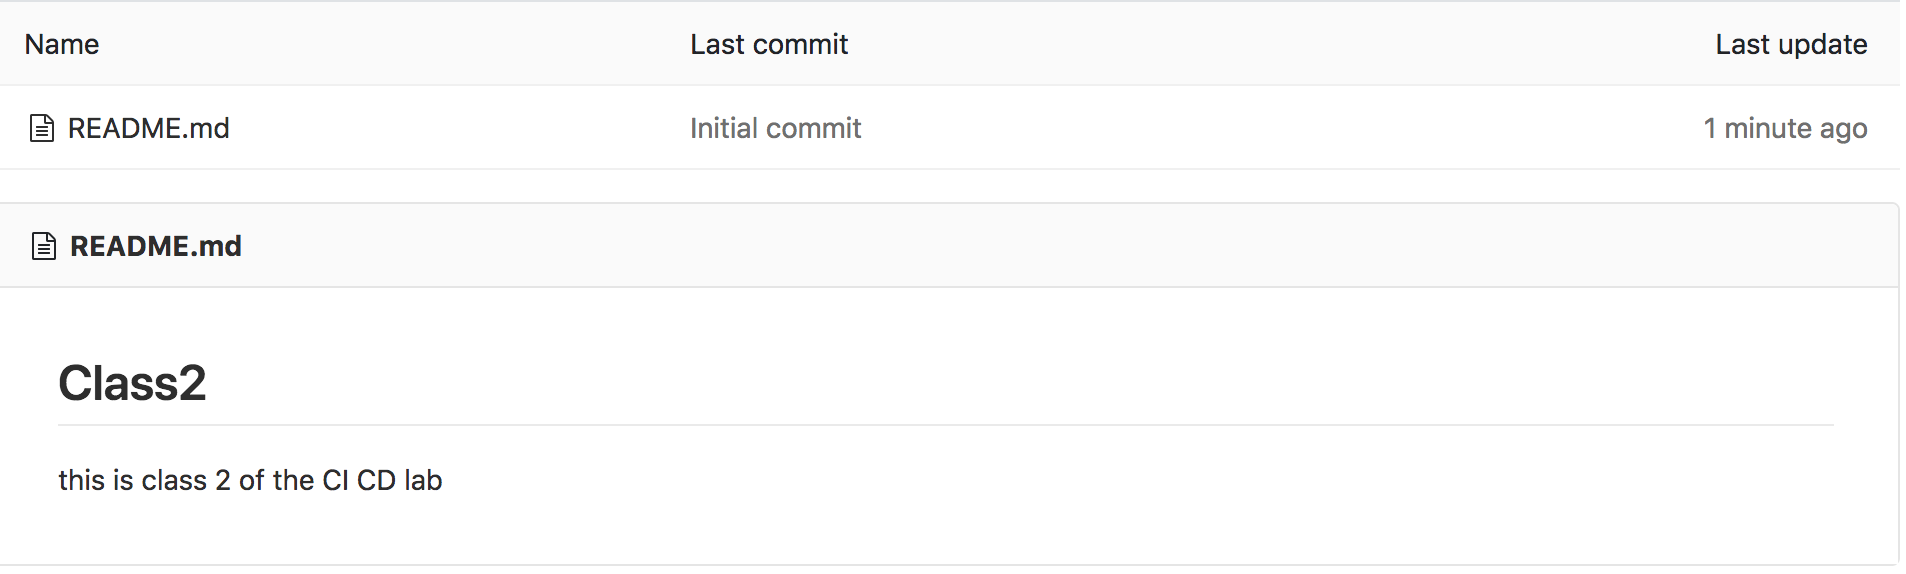 Name Last commit Last update
README.md Initial commit 1 minute ago
README.md
Class2
this is class 2 of the CI CD lab